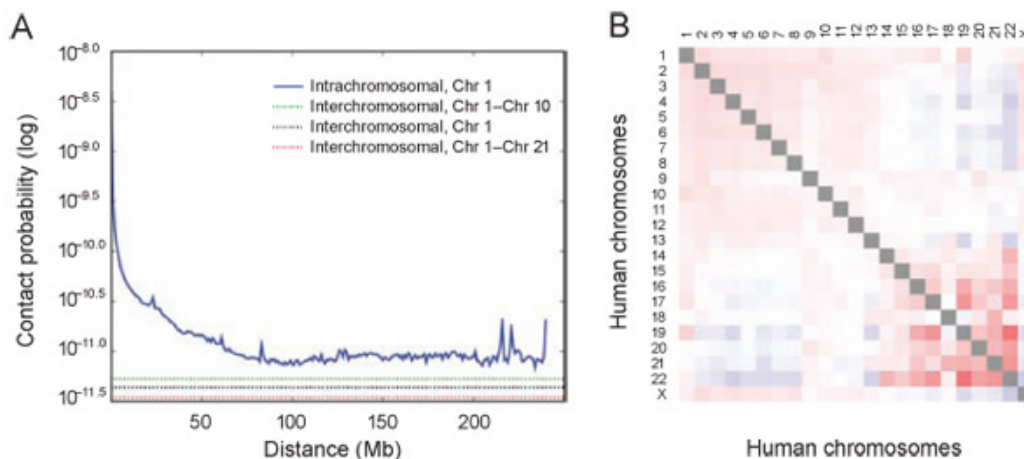 A
Contact probability (log)
10–8.0
10–8.5
10–9.0
10–9.5
10–10.0
10–10.5
10–11.0
10–11.5
50 100 150 200
Distance (Mb)
Intrachromosomal, Chr 1
Interchromosomal, Chr 1–Chr 10
Interchromosomal, Chr 1
Interchromosomal, Chr 1–Chr 21
B
Human chromosomes
1 2 3 4 5 6 7 8 9 10 11 12 13 14 15 16 17 18 19 20 21 22 X
Human chromosomes
1
2
3
4
5
6
7
8
9
10
11
12
13
14
15
16
17
18
19
20
21
22
X
Human chromosomes